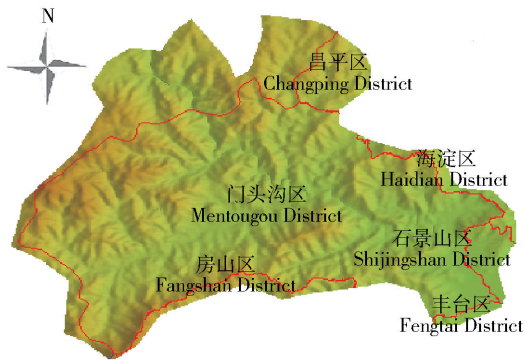 N
昌平区
Changping District
海淀区
Haidian District
门头沟区
Mentougou District
石景山区
Shijingshan District
房山区
Fangshan District
丰台区
Fengtai District